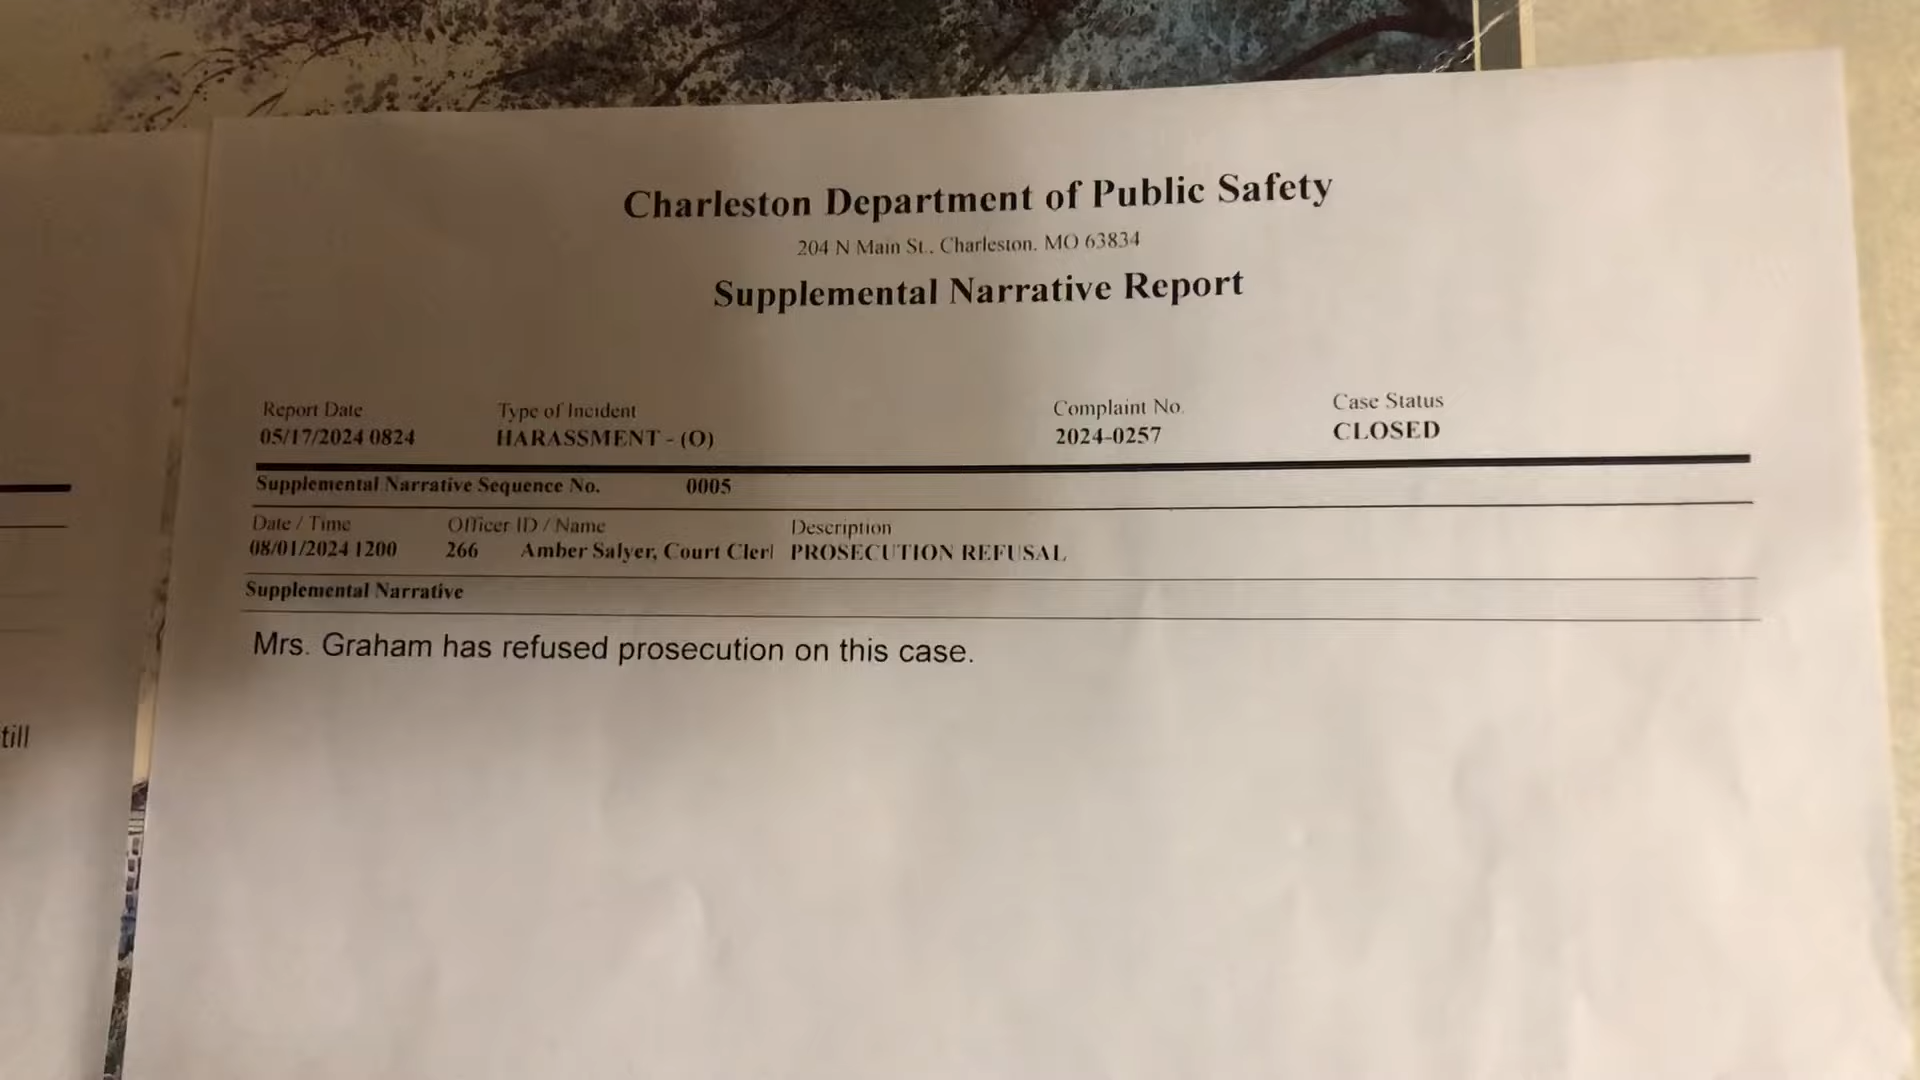 Charleston Department of Public Safety
204 N Main St., Charleston, MO 63834
Supplemental Narrative Report
Report Date Type of Incident Complaint No. Case Status
05/17/2024 0824 HARASSMENT - (O) 2024-0257 CLOSED
Supplemental Narrative Sequence No. 0005
Date / Time Officer ID / Name Description
08/01/2024 1200 266 Amber Salyer, Court Clerl PROSECUTION REFUSAL
Supplemental Narrative
Mrs. Graham has refused prosecution on this case.
till